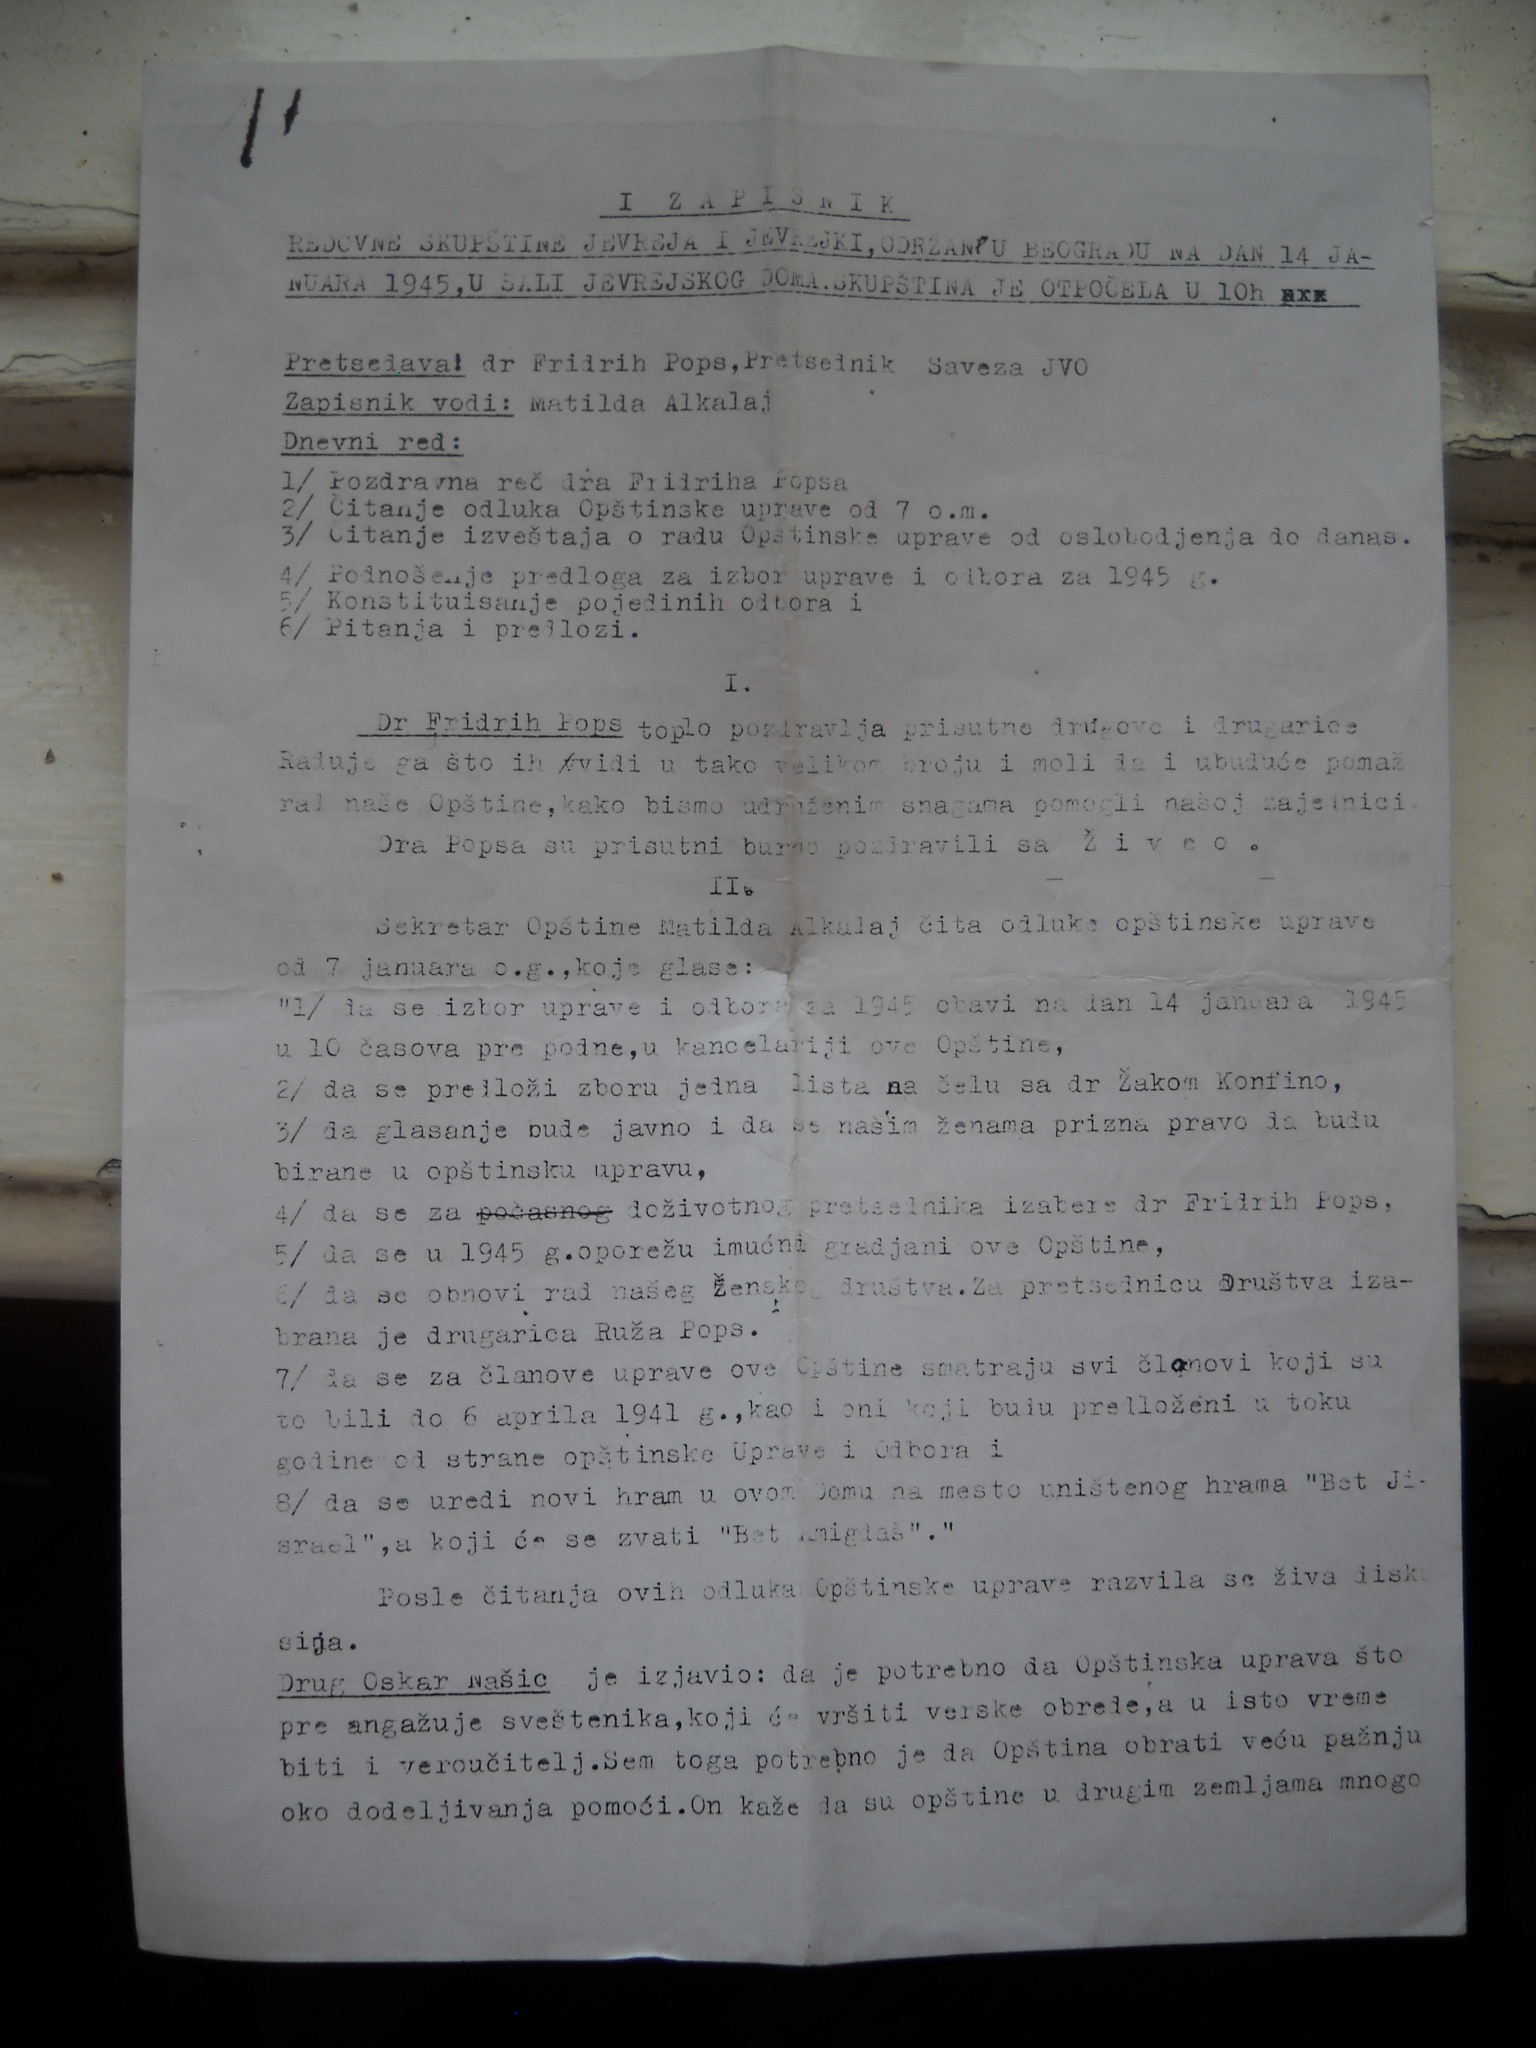 I ZAPISNIK
REDOVNE SKUPŠTINE JEVREJA I JEVREJKI,ODRŽANE U BEOGRADU NA DAN 14 JA-
NUARA 1945,U SALI JEVREJSKOG DOMA.SKUPŠTINA JE OTPOČELA U 10h
Pretsedava: dr Fridrih Pops,Pretsednik Saveza JVO
Zapisnik vodi: Matilda Alkalaj
Dnevni red:
1/ Pozdravna reč dra Fridriha Popsa
2/ Čitanje odluka Opštinske uprave od 7 o.m.
3/ Čitanje izveštaja o radu Opštinske uprave od oslobodjenja do danas.
4/ Podnošenje predloga za izbor uprave i odbora za 1945 g.
5/ Konstituisanje pojedinih odbora i
6/ Pitanja i predlozi.
I.
Dr Fridrih Pops toplo pozdravlja prisutne drugove i drugarice
Raduje ga što ih vidi u tako velikom broju i moli da i ubuduće pomaž
rad naše Opštine,kako bismo udruženim snagama pomogli našoj zajednici.
Dra Popsa su prisutni burno pozdravili sa Ž i v e o .
II.
Sekretar Opštine Matilda Alkalaj čita odluke opštinske uprave
od 7 januara o.g.,koje glase:
"1/ da se izbor uprave i odbora za 1945 obavi na dan 14 januara 1945
u 10 časova pre podne,u kancelariji ove Opštine,
2/ da se predloži zboru jedna lista na čelu sa dr Žakom Konfino,
3/ da glasanje bude javno i da se našim ženama prizna pravo da budu
birane u opštinsku upravu,
4/ da se za počasnog doživotnog pretsednika izabere dr Fridrih Pops,
5/ da se u 1945 g.oporežu imućni gradjani ove Opštine,
6/ da se obnovi rad našeg Ženskog društva.Za pretsednicu Društva iza-
brana je drugarica Ruža Pops.
7/ da se za članove uprave ove Opštine smatraju svi članovi koji su
to bili do 6 aprila 1941 g.,kao i oni koji budu predloženi u toku
godine od strane opštinske Uprave i Odbora i
8/ da se uredi novi hram u ovom Domu na mesto uništenog hrama "Bet Ji-
srael",a koji će se zvati "Bet Amigdaš"."
Posle čitanja ovih odluka Opštinske uprave razvila se živa disku
sija.
Drug Oskar Našic je izjavio: da je potrebno da Opštinska uprava što
pre angažuje sveštenika,koji će vršiti verske obrede,a u isto vreme
biti i veroučitelj.Sem toga potrebno je da Opština obrati veću pažnju
oko dodeljivanja pomoći.On kaže da su opštine u drugim zemljama mnogo